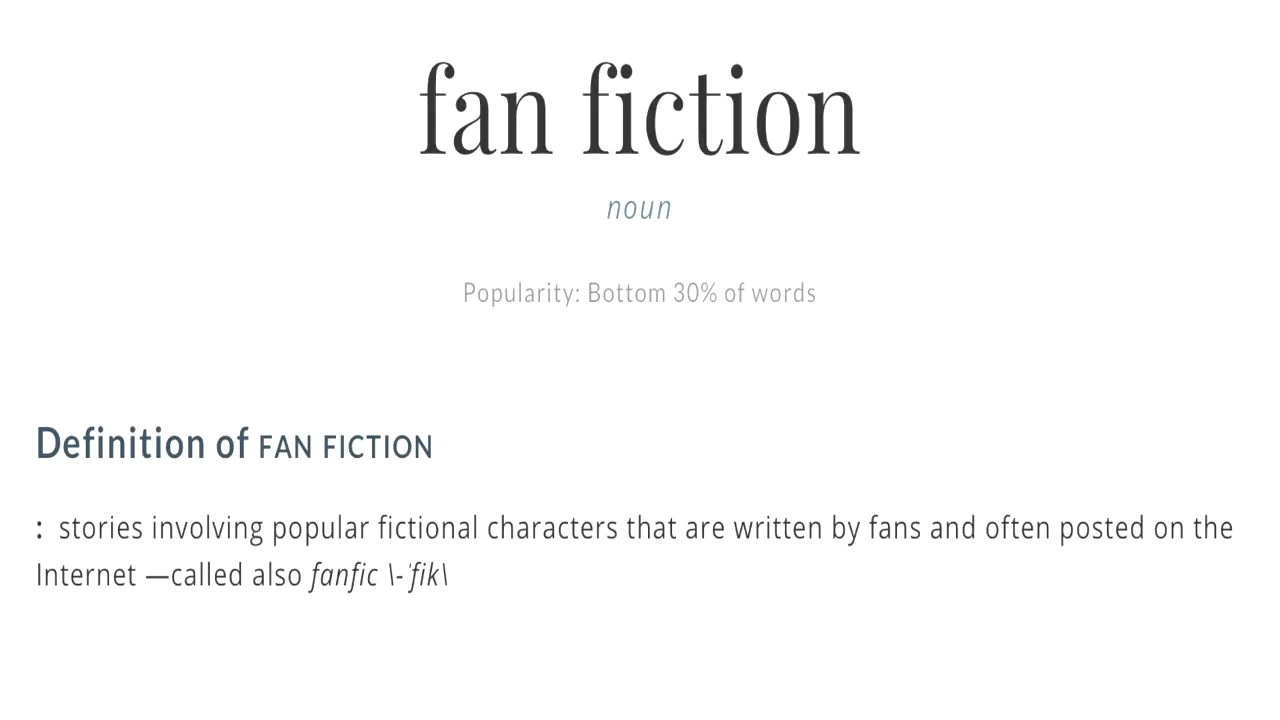 fan fiction
noun
Popularity: Bottom 30% of words
Definition of FAN FICTION
: stories involving popular fictional characters that are written by fans and often posted on the
Internet —called also fanfic \-ˈfik\